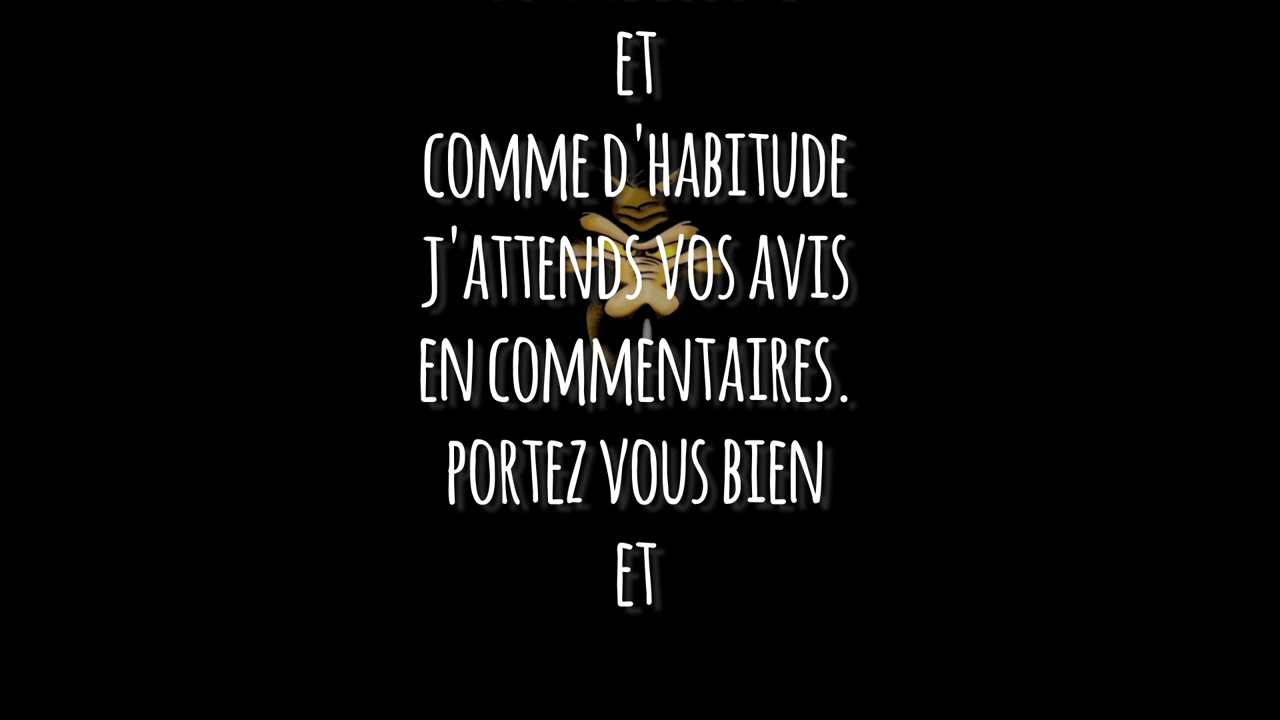 ET
COMME D'HABITUDE
J'ATTENDS VOS AVIS
EN COMMENTAIRES.
PORTEZ VOUS BIEN
ET